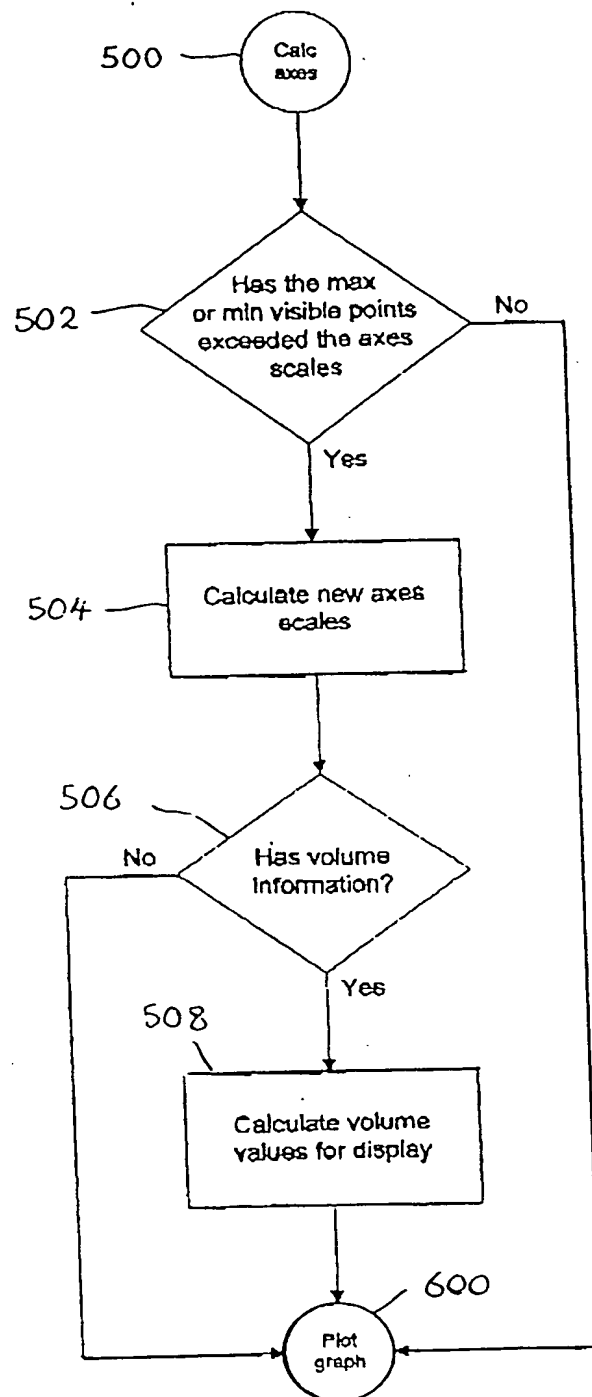 500
Calc
axes
502
Has the max
or min visible points
exceeded the axes
scales
No
Yes
504
Calculate new axes
scales
506
No
Has volume
information?
Yes
508
Calculate volume
values for display
600
Plot
graph